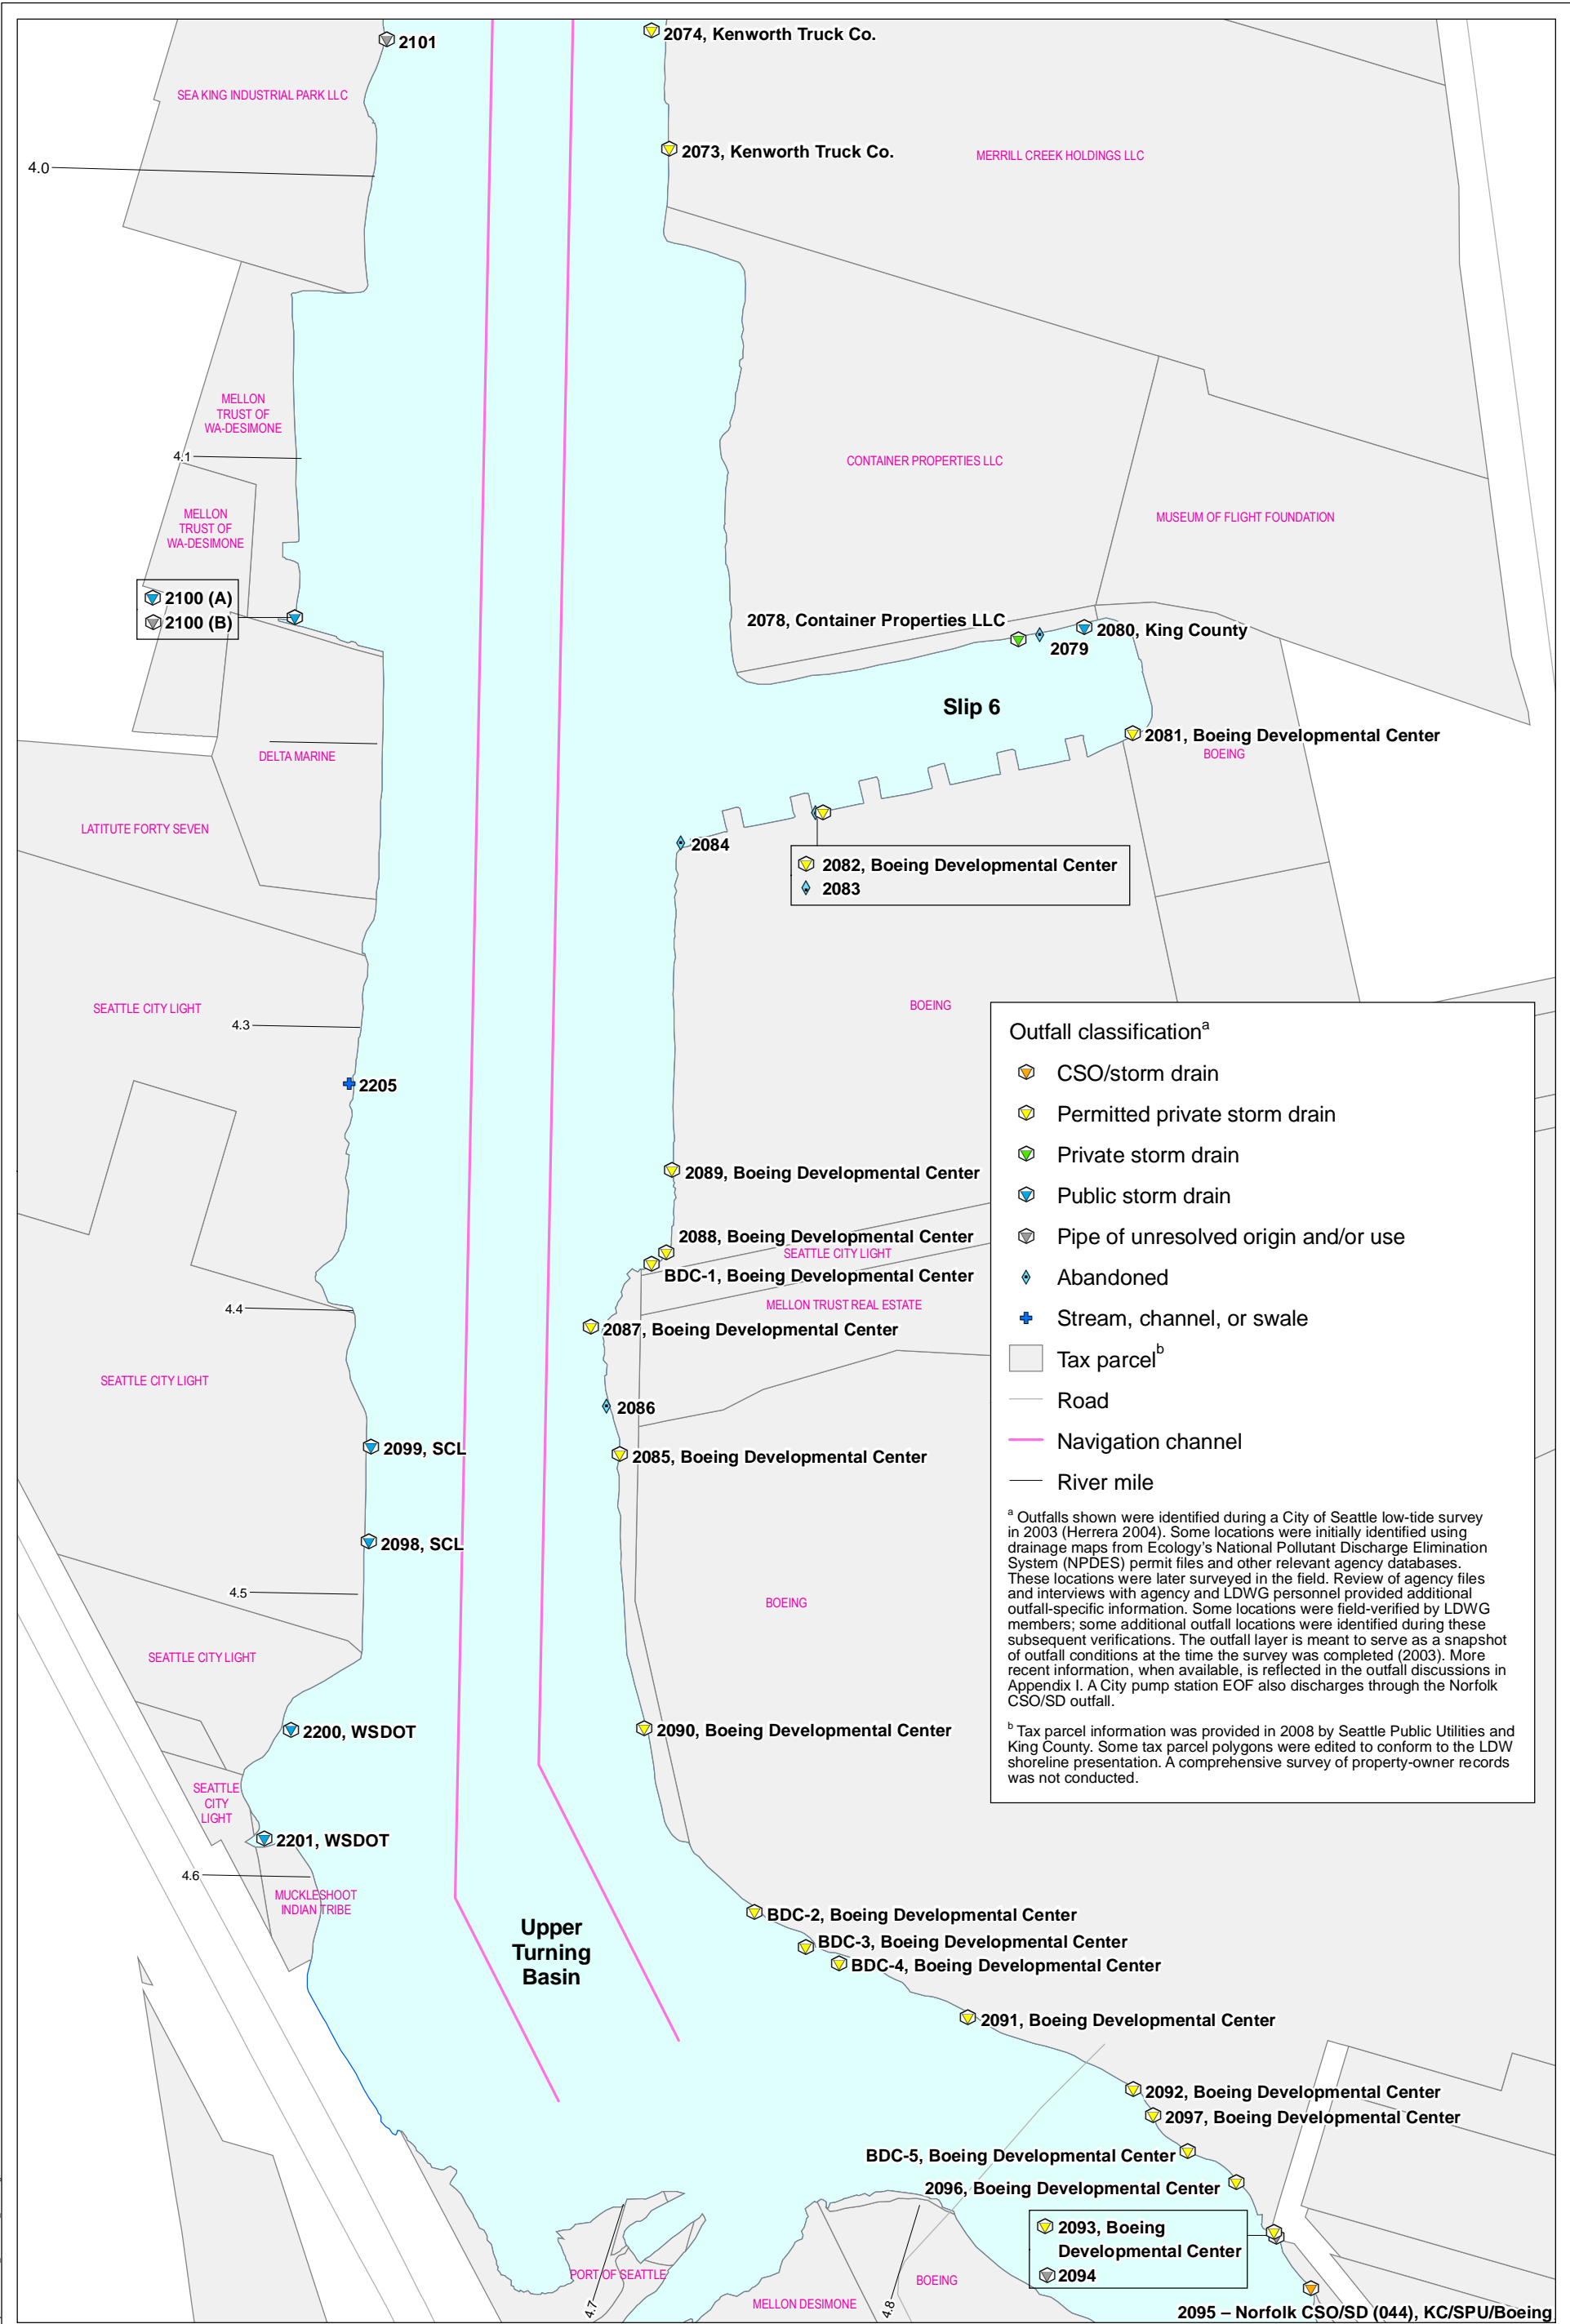 2101
2074, Kenworth Truck Co.
SEA KING INDUSTRIAL PARK LLC
2073, Kenworth Truck Co.
MERRILL CREEK HOLDINGS LLC
4.0
MELLON
TRUST OF
WA-DESIMONE
4.1
CONTAINER PROPERTIES LLC
MELLON
TRUST OF
WA-DESIMONE
MUSEUM OF FLIGHT FOUNDATION
2100 (A)
2100 (B)
2078, Container Properties LLC
2080, King County
2079
Slip 6
2081, Boeing Developmental Center
BOEING
DELTA MARINE
LATITUTE FORTY SEVEN
2084
2082, Boeing Developmental Center
2083
SEATTLE CITY LIGHT
BOEING
4.3
2205
2089, Boeing Developmental Center
2088, Boeing Developmental Center
SEATTLE CITY LIGHT
BDC-1, Boeing Developmental Center
4.4
MELLON TRUST REAL ESTATE
2087, Boeing Developmental Center
SEATTLE CITY LIGHT
2086
2099, SCL
2085, Boeing Developmental Center
2098, SCL
4.5
BOEING
SEATTLE CITY LIGHT
2200, WSDOT
2090, Boeing Developmental Center
SEATTLE
CITY
LIGHT
2201, WSDOT
4.6
MUCKLESHOOT
INDIAN TRIBE
Upper
Turning
Basin
BDC-2, Boeing Developmental Center
BDC-3, Boeing Developmental Center
BDC-4, Boeing Developmental Center
2091, Boeing Developmental Center
2092, Boeing Developmental Center
2097, Boeing Developmental Center
BDC-5, Boeing Developmental Center
2096, Boeing Developmental Center
2093, Boeing
Developmental Center
2094
PORT OF SEATTLE
4.7
MELLON DESIMONE
4.8
BOEING
2095 – Norfolk CSO/SD (044), KC/SPU/Boeing
Outfall classificationa
CSO/storm drain
Permitted private storm drain
Private storm drain
Public storm drain
Pipe of unresolved origin and/or use
Abandoned
Stream, channel, or swale
Tax parcelb
Road
Navigation channel
River mile
a Outfalls shown were identified during a City of Seattle low-tide survey
in 2003 (Herrera 2004). Some locations were initially identified using
drainage maps from Ecology's National Pollutant Discharge Elimination
System (NPDES) permit files and other relevant agency databases.
These locations were later surveyed in the field. Review of agency files
and interviews with agency and LDWG personnel provided additional
outfall-specific information. Some locations were field-verified by LDWG
members; some additional outfall locations were identified during these
subsequent verifications. The outfall layer is meant to serve as a snapshot
of outfall conditions at the time the survey was completed (2003). More
recent information, when available, is reflected in the outfall discussions in
Appendix I. A City pump station EOF also discharges through the Norfolk
CSO/SD outfall.
b Tax parcel information was provided in 2008 by Seattle Public Utilities and
King County. Some tax parcel polygons were edited to conform to the LDW
shoreline presentation. A comprehensive survey of property-owner records
was not conducted.